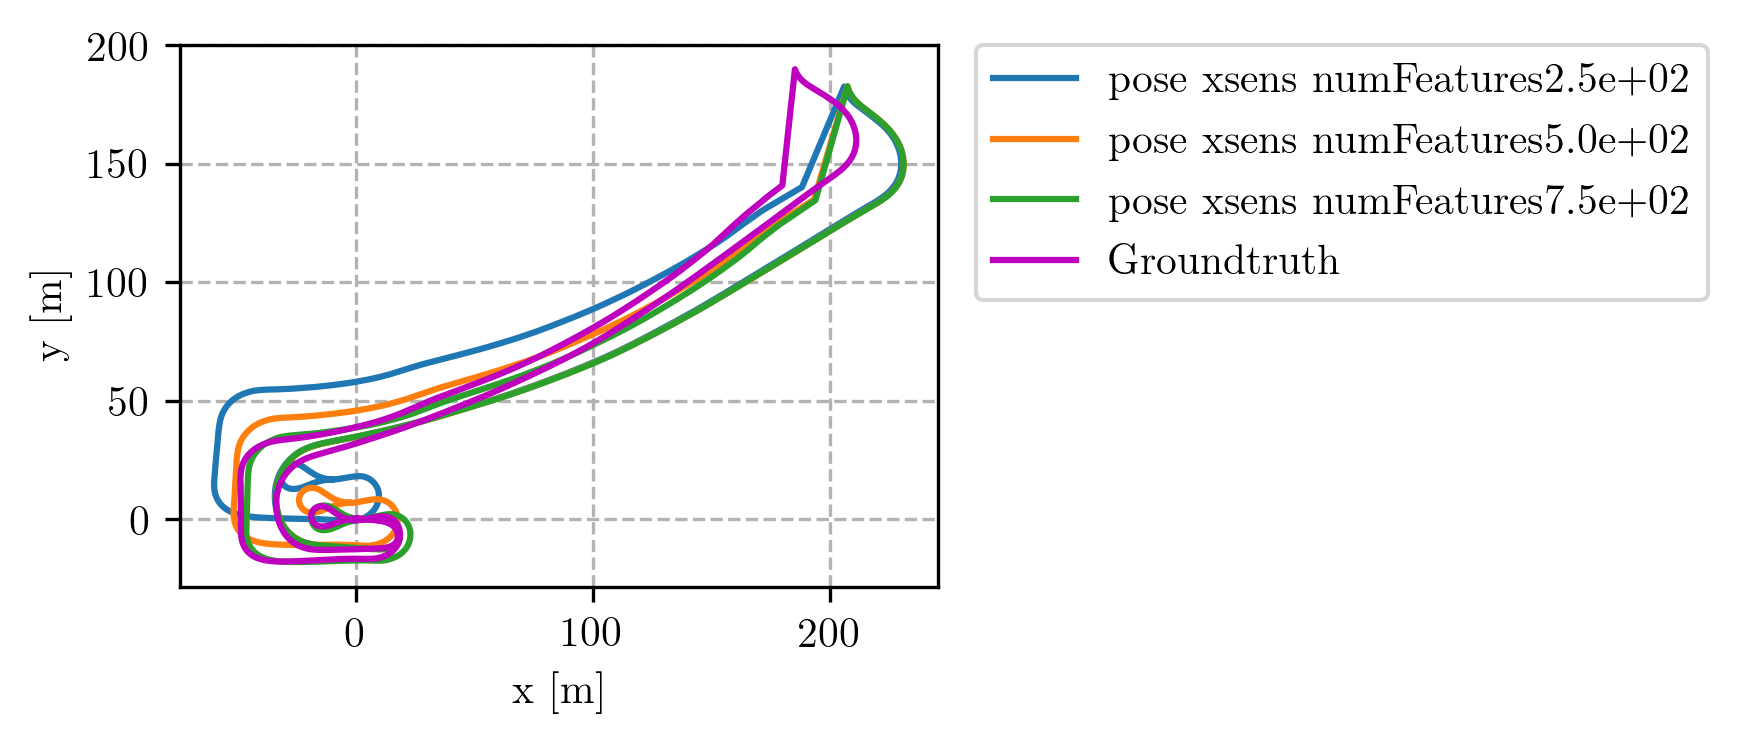 200
150
100
50
0
y [m]
0
100
200
x [m]
pose xsens numFeatures2.5e+02
pose xsens numFeatures5.0e+02
pose xsens numFeatures7.5e+02
Groundtruth